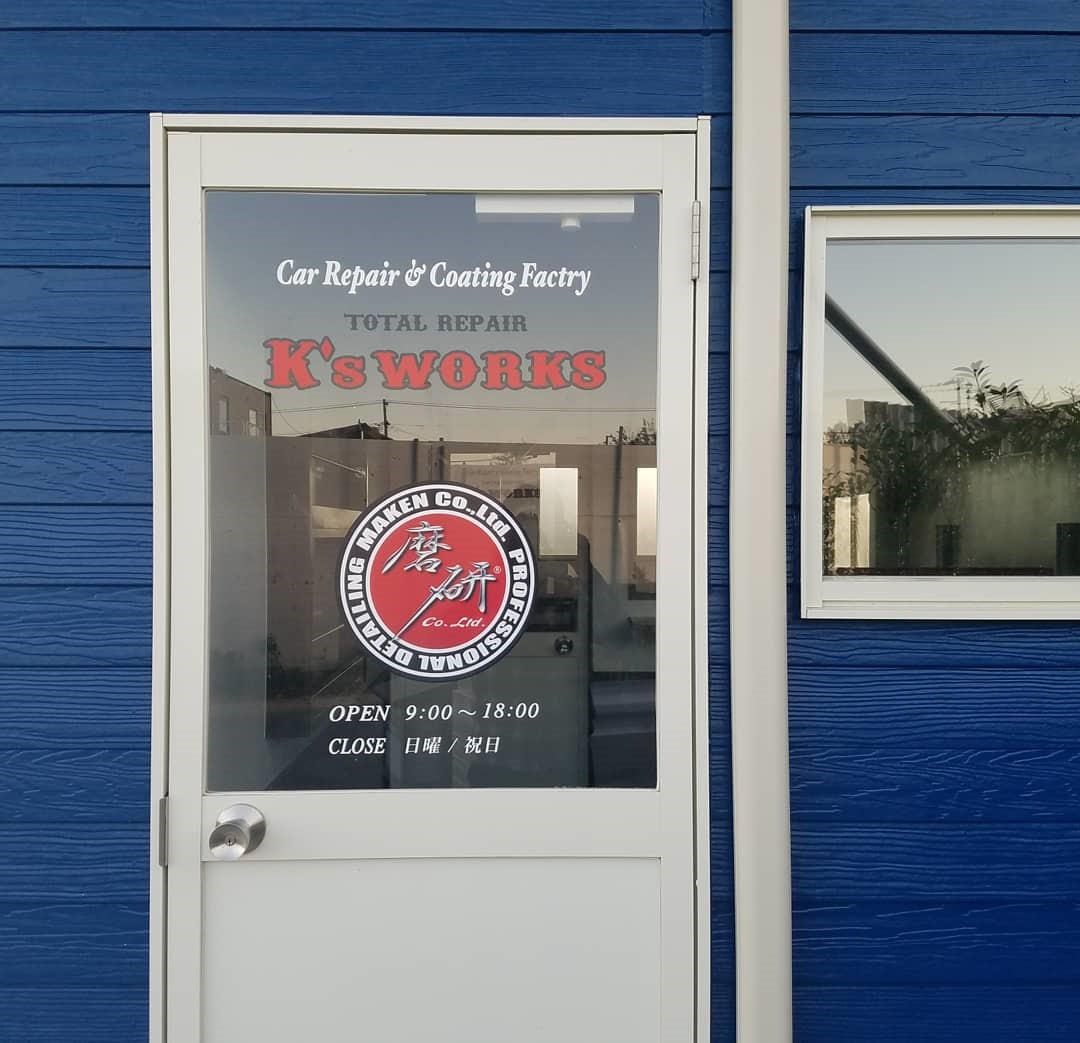 Car Repair & Coating Factry
TOTAL REPAIR
K's WORKS
MAKEN Co.,Ltd. PROFESSIONAL DETAILING
磨研®
Co.,Ltd.
OPEN 9:00～18:00
CLOSE 日曜 / 祝日